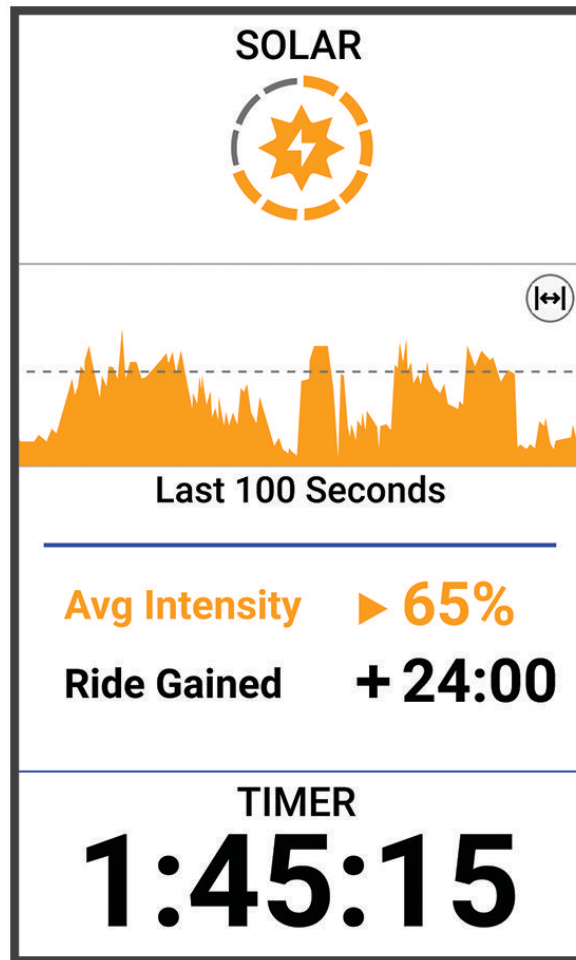 SOLAR
Last 100 Seconds
Avg Intensity 65%
Ride Gained + 24:00
TIMER
1:45:15